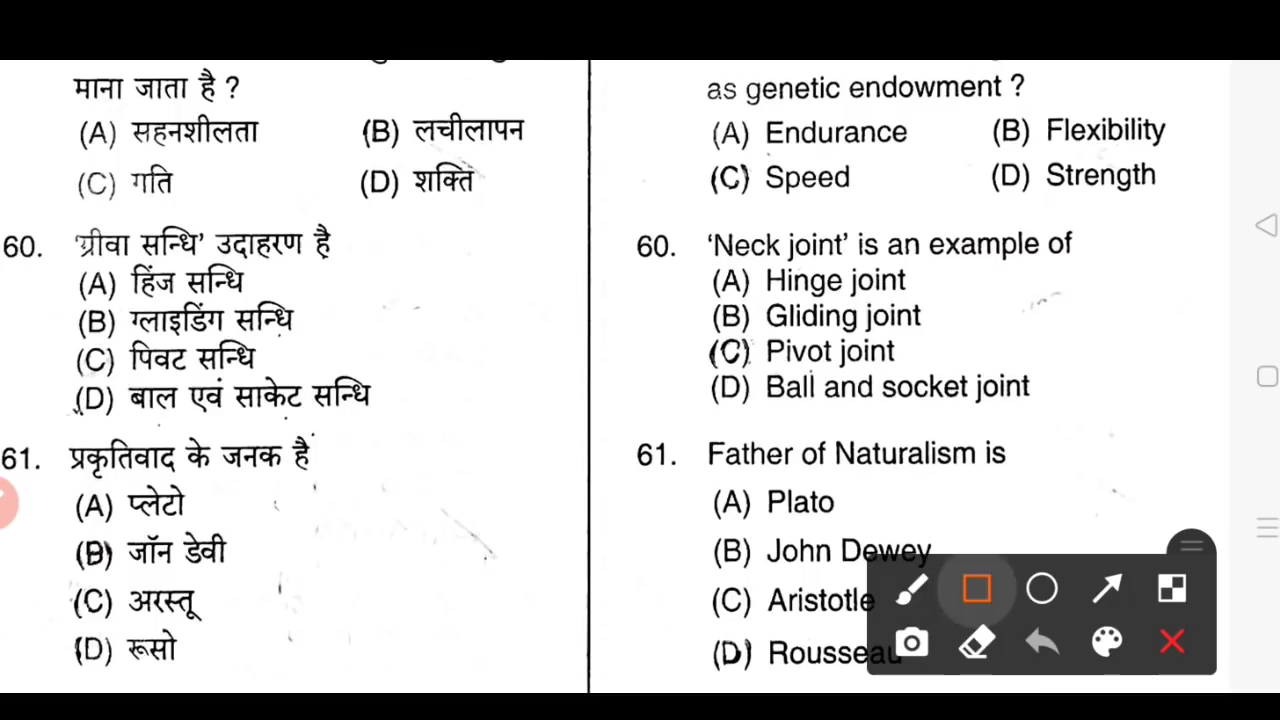 माना जाता है ?
(A) सहनशीलता (B) लचीलापन
(C) गति (D) शक्ति
60. ‘ग्रीवा सन्धि’ उदाहरण है
(A) हिंज सन्धि
(B) ग्लाइडिंग सन्धि
(C) पिवट सन्धि
(D) बाल एवं साकेट सन्धि
61. प्रकृतिवाद के जनक है
(A) प्लेटो
(B) जॉन डेवी
(C) अरस्तू
(D) रूसो
as genetic endowment ?
(A) Endurance (B) Flexibility
(C) Speed (D) Strength
60. ‘Neck joint’ is an example of
(A) Hinge joint
(B) Gliding joint
(C) Pivot joint
(D) Ball and socket joint
61. Father of Naturalism is
(A) Plato
(B) John Dewey
(C) Aristotle
(D) Rousseau